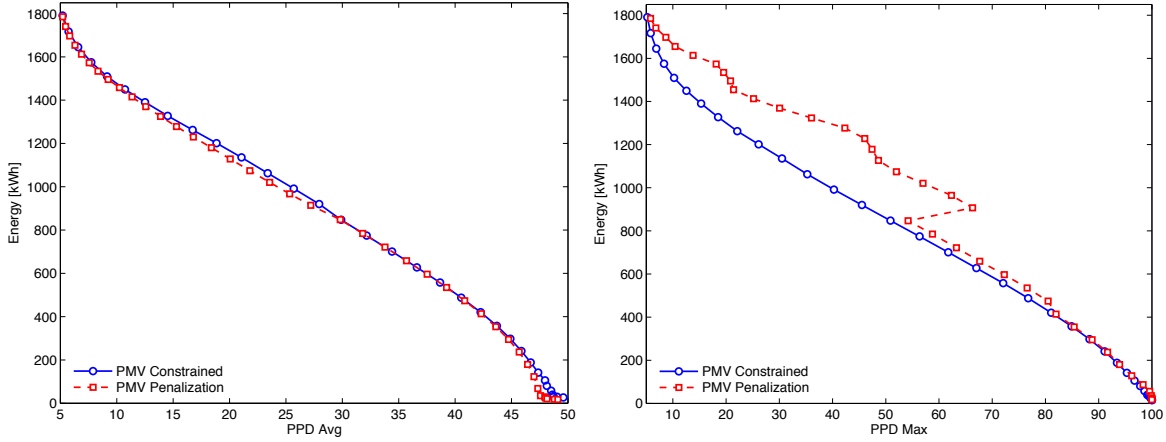 1800
1600
1400
1200
1000
800
600
400
200
0
Energy [kWh]
PMV Constrained
PMV Penalization
5 10 15 20 25 30 35 40 45 50
PPD Avg
1800
1600
1400
1200
1000
800
600
400
200
0
Energy [kWh]
PMV Constrained
PMV Penalization
10 20 30 40 50 60 70 80 90 100
PPD Max